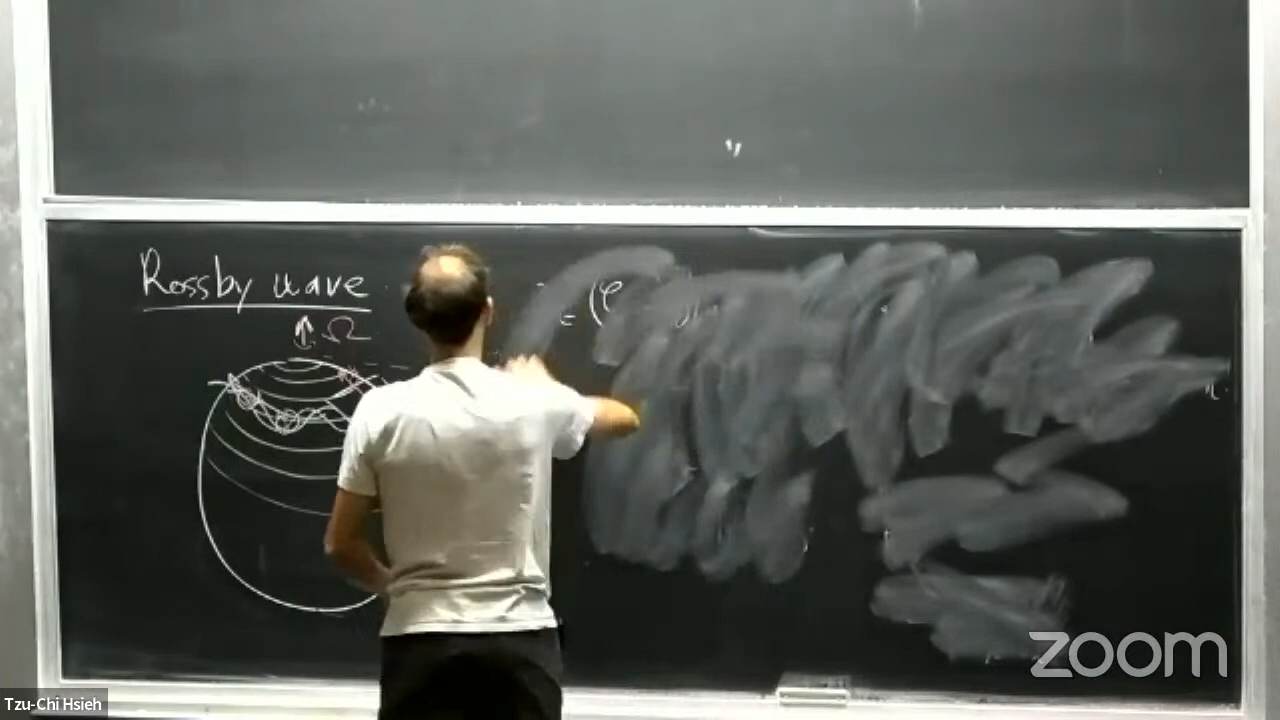 Rossby wave
Ω
= (φ
zoom
Tzu-Chi Hsieh